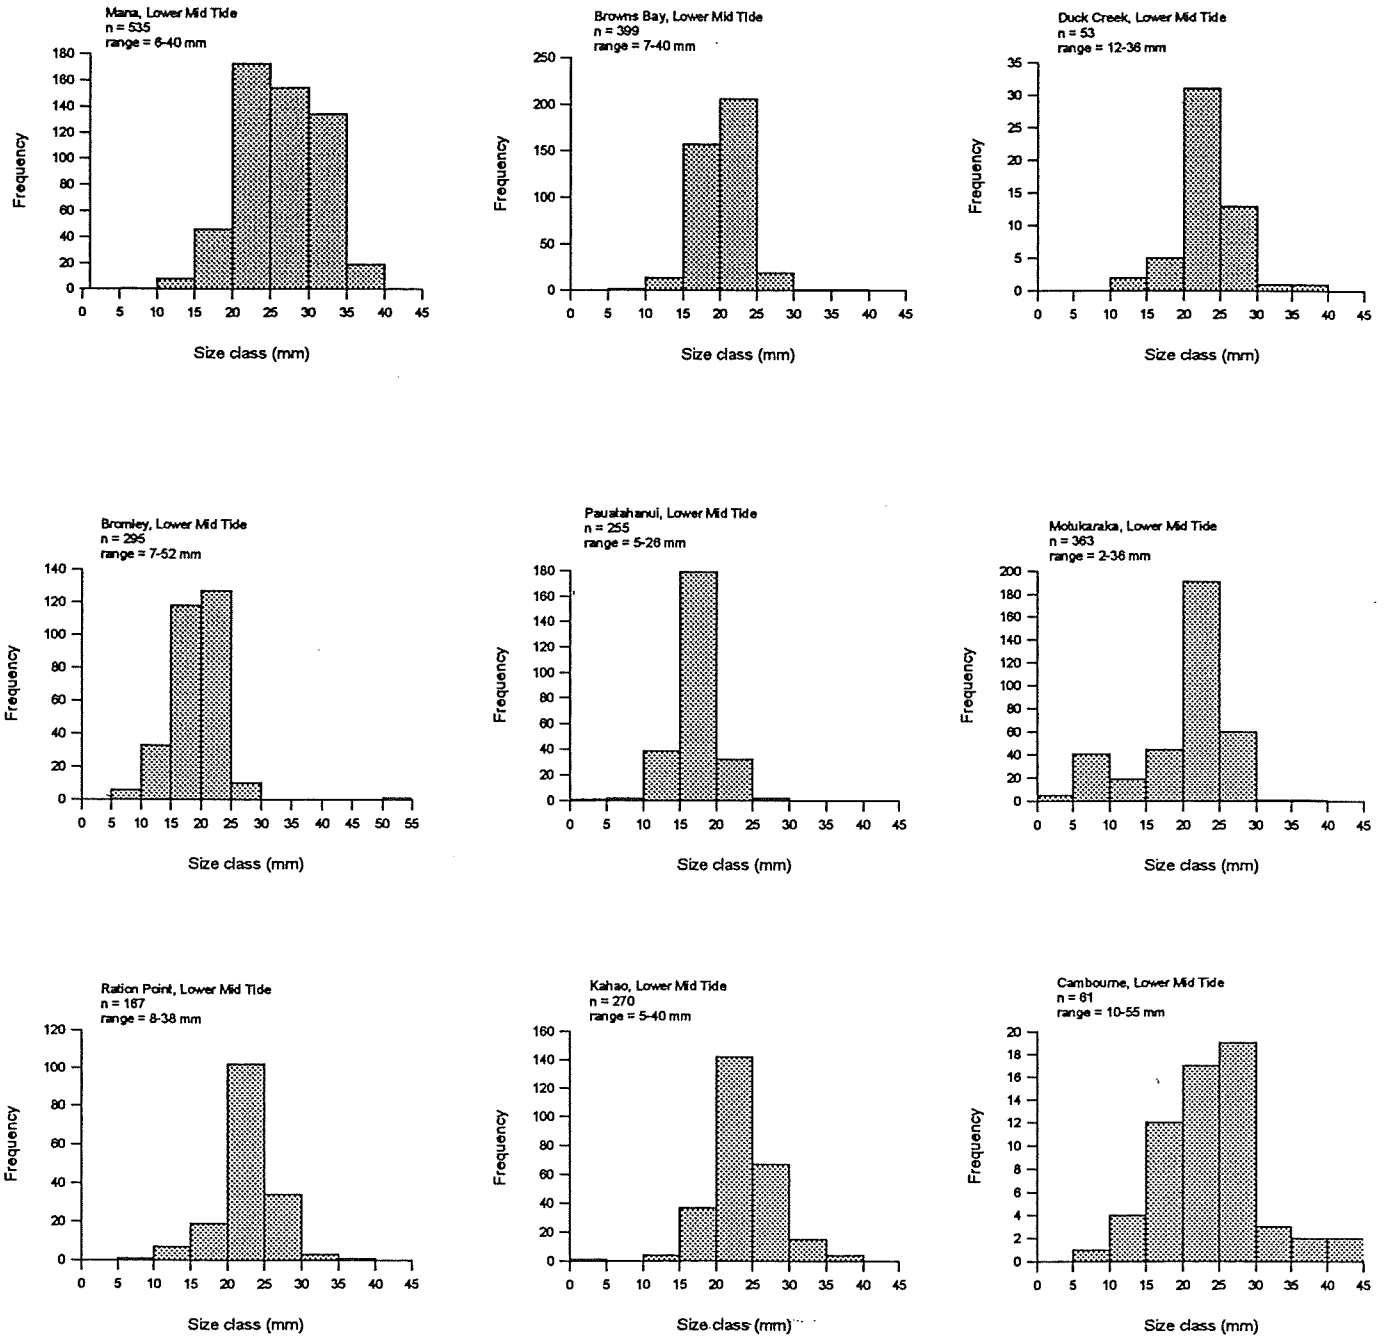 Mana, Lower Mid Tide
n = 535
range = 6-40 mm
180
160
140
120
100
80
60
40
20
0
Frequency
0 5 10 15 20 25 30 35 40 45
Size class (mm)
Browns Bay, Lower Mid Tide
n = 399
range = 7-40 mm
250
200
150
100
50
0
Frequency
0 5 10 15 20 25 30 35 40 45
Size class (mm)
Duck Creek, Lower Mid Tide
n = 53
range = 12-36 mm
35
30
25
20
15
10
5
0
Frequency
0 5 10 15 20 25 30 35 40 45
Size class (mm)
Bromley, Lower Mid Tide
n = 295
range = 7-52 mm
140
120
100
80
60
40
20
0
Frequency
0 5 10 15 20 25 30 35 40 45 50 55
Size class (mm)
Pauatahanui, Lower Mid Tide
n = 255
range = 5-26 mm
180
160
140
120
100
80
60
40
20
0
Frequency
0 5 10 15 20 25 30 35 40 45
Size class (mm)
Motukaraka, Lower Mid Tide
n = 363
range = 2-36 mm
200
180
160
140
120
100
80
60
40
20
0
Frequency
0 5 10 15 20 25 30 35 40 45
Size class (mm)
Ration Point, Lower Mid Tide
n = 167
range = 8-38 mm
120
100
80
60
40
20
0
Frequency
0 5 10 15 20 25 30 35 40 45
Size class (mm)
Kahao, Lower Mid Tide
n = 270
range = 5-40 mm
160
140
120
100
80
60
40
20
0
Frequency
0 5 10 15 20 25 30 35 40 45
Size class (mm)
Cambourne, Lower Mid Tide
n = 61
range = 10-55 mm
20
18
16
14
12
10
8
6
4
2
0
Frequency
0 5 10 15 20 25 30 35 40 45
Size class (mm)